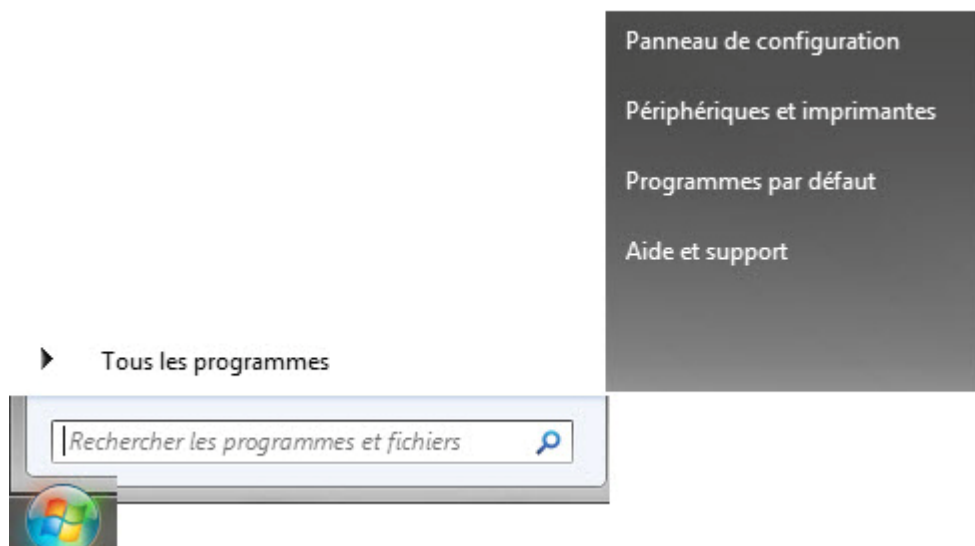 Panneau de configuration
Périphériques et imprimantes
Programmes par défaut
Aide et support
Tous les programmes
Rechercher les programmes et fichiers